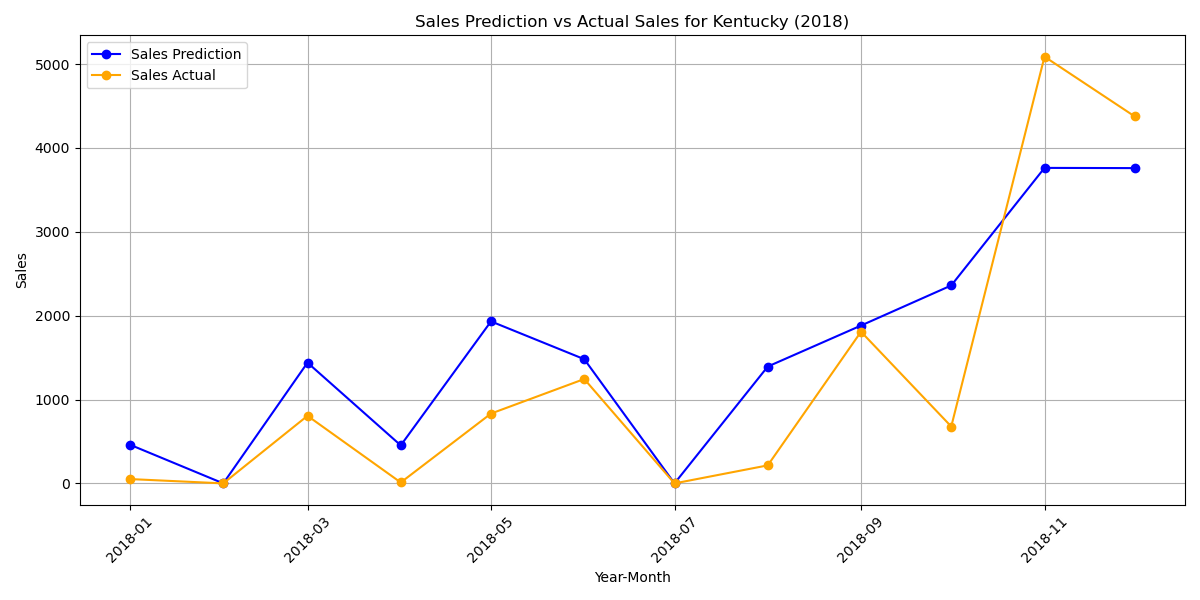 Sales Prediction vs Actual Sales for Kentucky (2018)
Sales Prediction
Sales Actual
5000
4000
3000
2000
1000
0
Sales
2018-01
2018-03
2018-05
2018-07
2018-09
2018-11
Year-Month